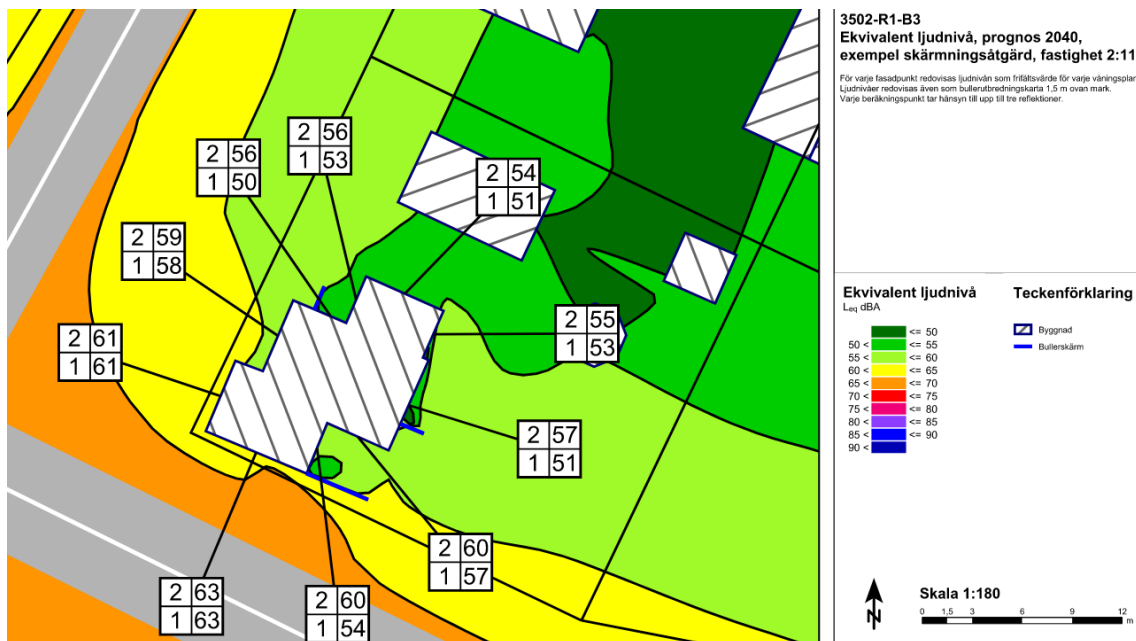 3502-R1-B3
Ekvivalent ljudnivå, prognos 2040,
exempel skärmningsåtgärd, fastighet 2:11
För varje fasadpunkt redovisas ljudnivån som frifältsvärde för varje våningsplan
Ljudnivåer redovisas även som bullerutbredningskarta 1,5 m ovan mark.
Varje beräkningspunkt tar hänsyn till upp till tre reflektioner.
2 56
1 53
2 56
1 50
2 54
1 51
2 59
1 58
2 55
1 53
2 61
1 61
2 57
1 51
2 60
1 57
2 63
1 63
2 60
1 54
Ekvivalent ljudnivå
Leq dBA
<= 50
50 < <= 55
55 < <= 60
60 < <= 65
65 < <= 70
70 < <= 75
75 < <= 80
80 < <= 85
85 < <= 90
90 <
Teckenförklaring
Byggnad
Bullerskärm
N
Skala 1:180
0 1,5 3 6 9 12
m